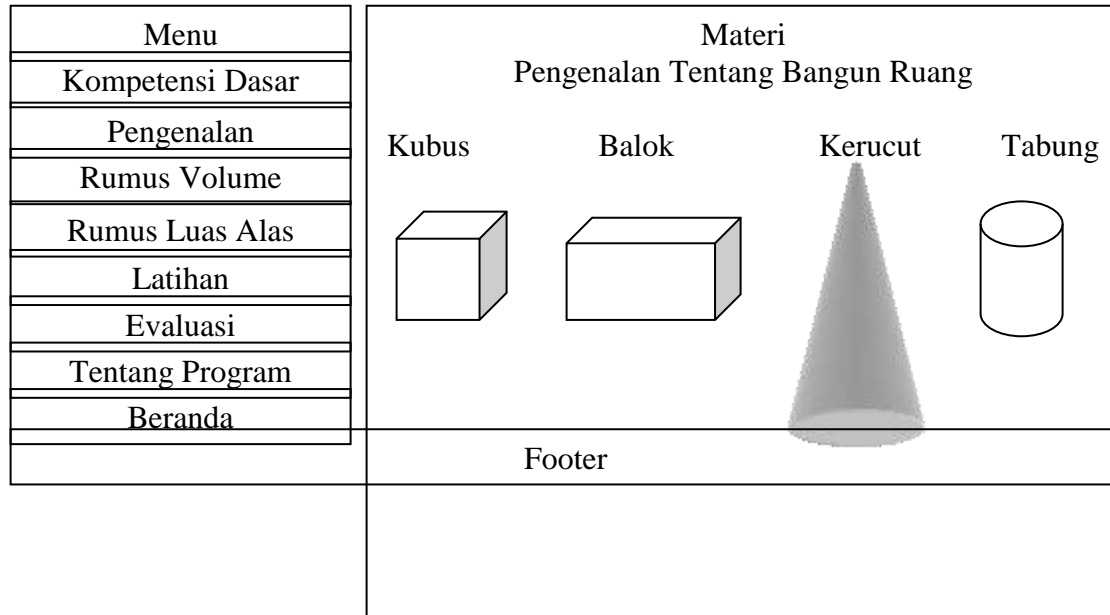 Menu
Kompetensi Dasar
Pengenalan
Rumus Volume
Rumus Luas Alas
Latihan
Evaluasi
Tentang Program
Beranda
Materi
Pengenalan Tentang Bangun Ruang
Kubus Balok Kerucut Tabung
Footer